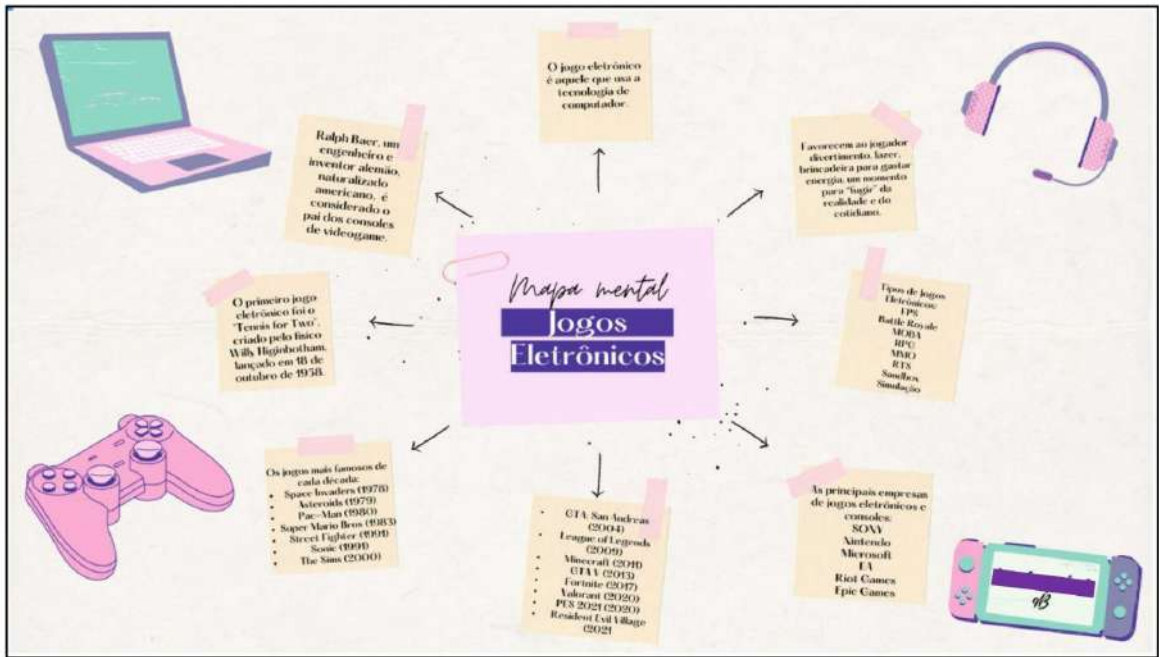 Mapa mental
Jogos
Eletrônicos
O jogo eletrônico
é aquele que usa a
tecnologia de
computador.
Favorecem ao jogador
divertimento, lazer,
brincadeira para gastar
energia, um momento
para "fugir" da
realidade e do
cotidiano.
Tipos de Jogos
Eletrônicos:
FPS
Battle Royale
MOBA
RPG
MMO
RTS
Sandbox
Simulação
As principais empresas
de jogos eletrônicos e
consoles:
SONY
Nintendo
Microsoft
EA
Riot Games
Epic Games
• GTA: San Andreas
(2004)
• League of Legends
(2009)
• Minecraft (2011)
• GTA V (2013)
• Fortnite (2017)
• Valorant (2020)
• PES 2021 (2020)
• Resident Evil Village
(2021
Os jogos mais famosos de
cada década:
• Space Invaders (1978)
• Asteroids (1979)
• Pac-Man (1980)
• Super Mario Bros (1983)
• Street Fighter (1991)
• Sonic (1991)
• The Sims (2000)
O primeiro jogo
eletrônico foi o
"Tennis for Two",
criado pelo físico
Willy Higinbotham,
lançado em 18 de
outubro de 1958.
Ralph Baer, um
engenheiro e
inventor alemão,
naturalizado
americano, é
considerado o
pai dos consoles
de videogame.